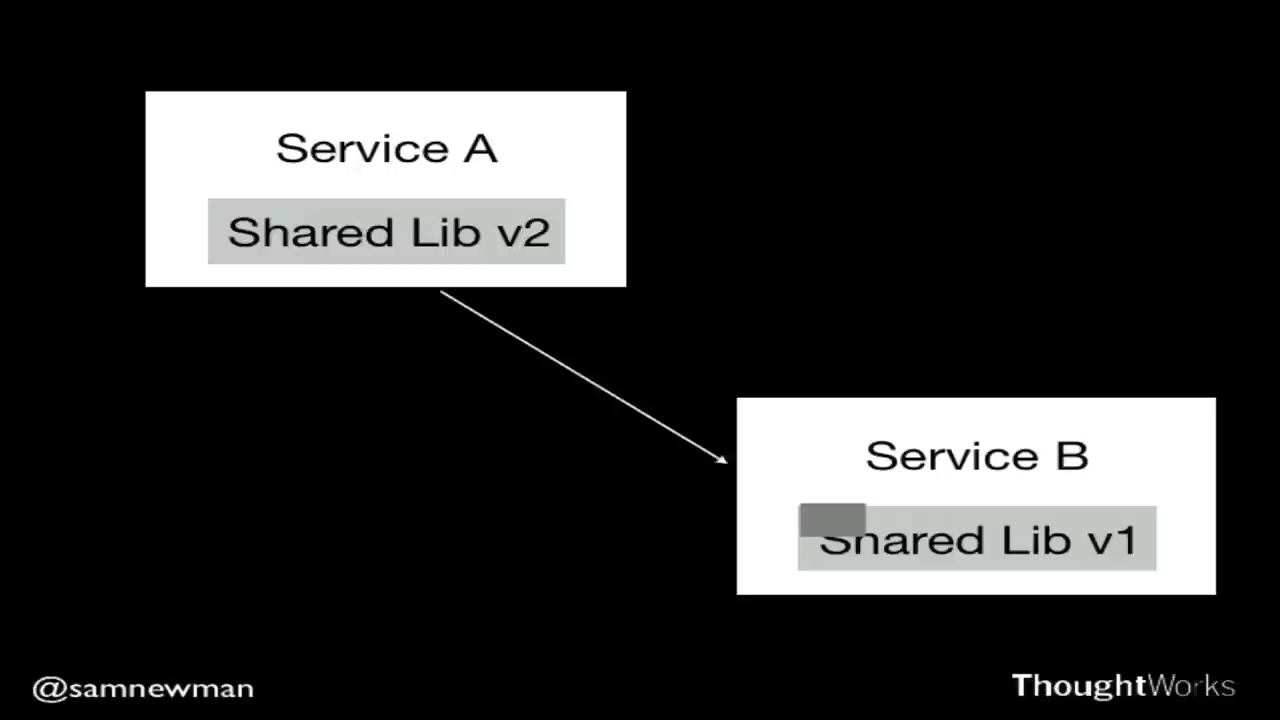 Service A
Shared Lib v2
Service B
Shared Lib v1
@samnewman
ThoughtWorks